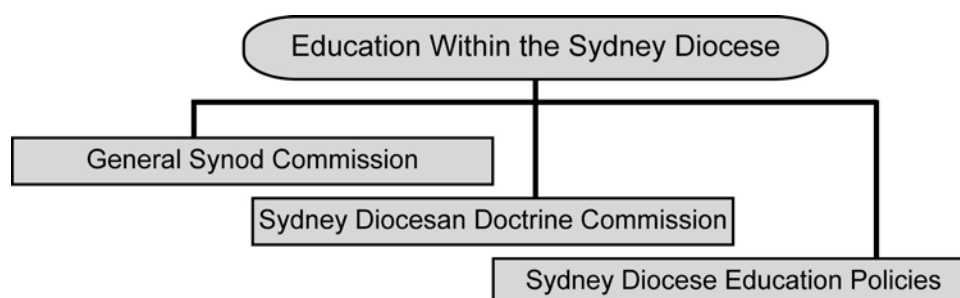 Education Within the Sydney Diocese
General Synod Commission
Sydney Diocesan Doctrine Commission
Sydney Diocese Education Policies